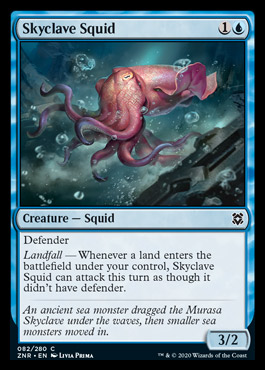 Skyclave Squid 1
Creature — Squid
Defender
Landfall — Whenever a land enters the
battlefield under your control, Skyclave
Squid can attack this turn as though it
didn't have defender.
An ancient sea monster dragged the Murasa
Skyclave under the waves, then smaller sea
monsters moved in.
3/2
082/280 C
ZNR • EN LIVIA PRIMA ™ & © 2020 Wizards of the Coast